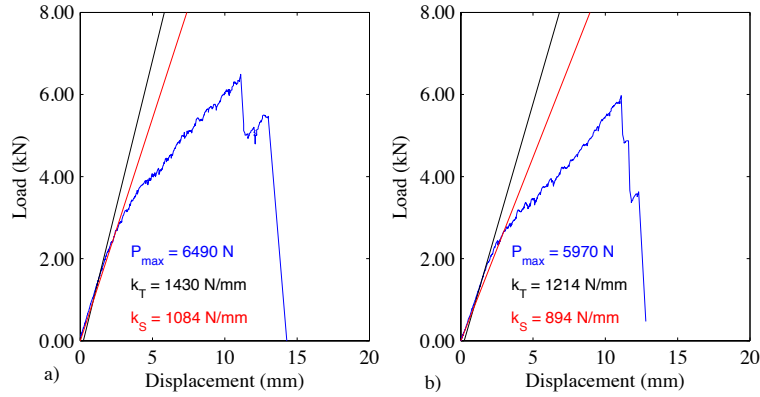 8.00
6.00
4.00
2.00
0.00
Load (kN)
P_max = 6490 N
k_T = 1430 N/mm
k_S = 1084 N/mm
0 5 10 15 20
Displacement (mm)
a)
8.00
6.00
4.00
2.00
0.00
Load (kN)
P_max = 5970 N
k_T = 1214 N/mm
k_S = 894 N/mm
0 5 10 15 20
Displacement (mm)
b)